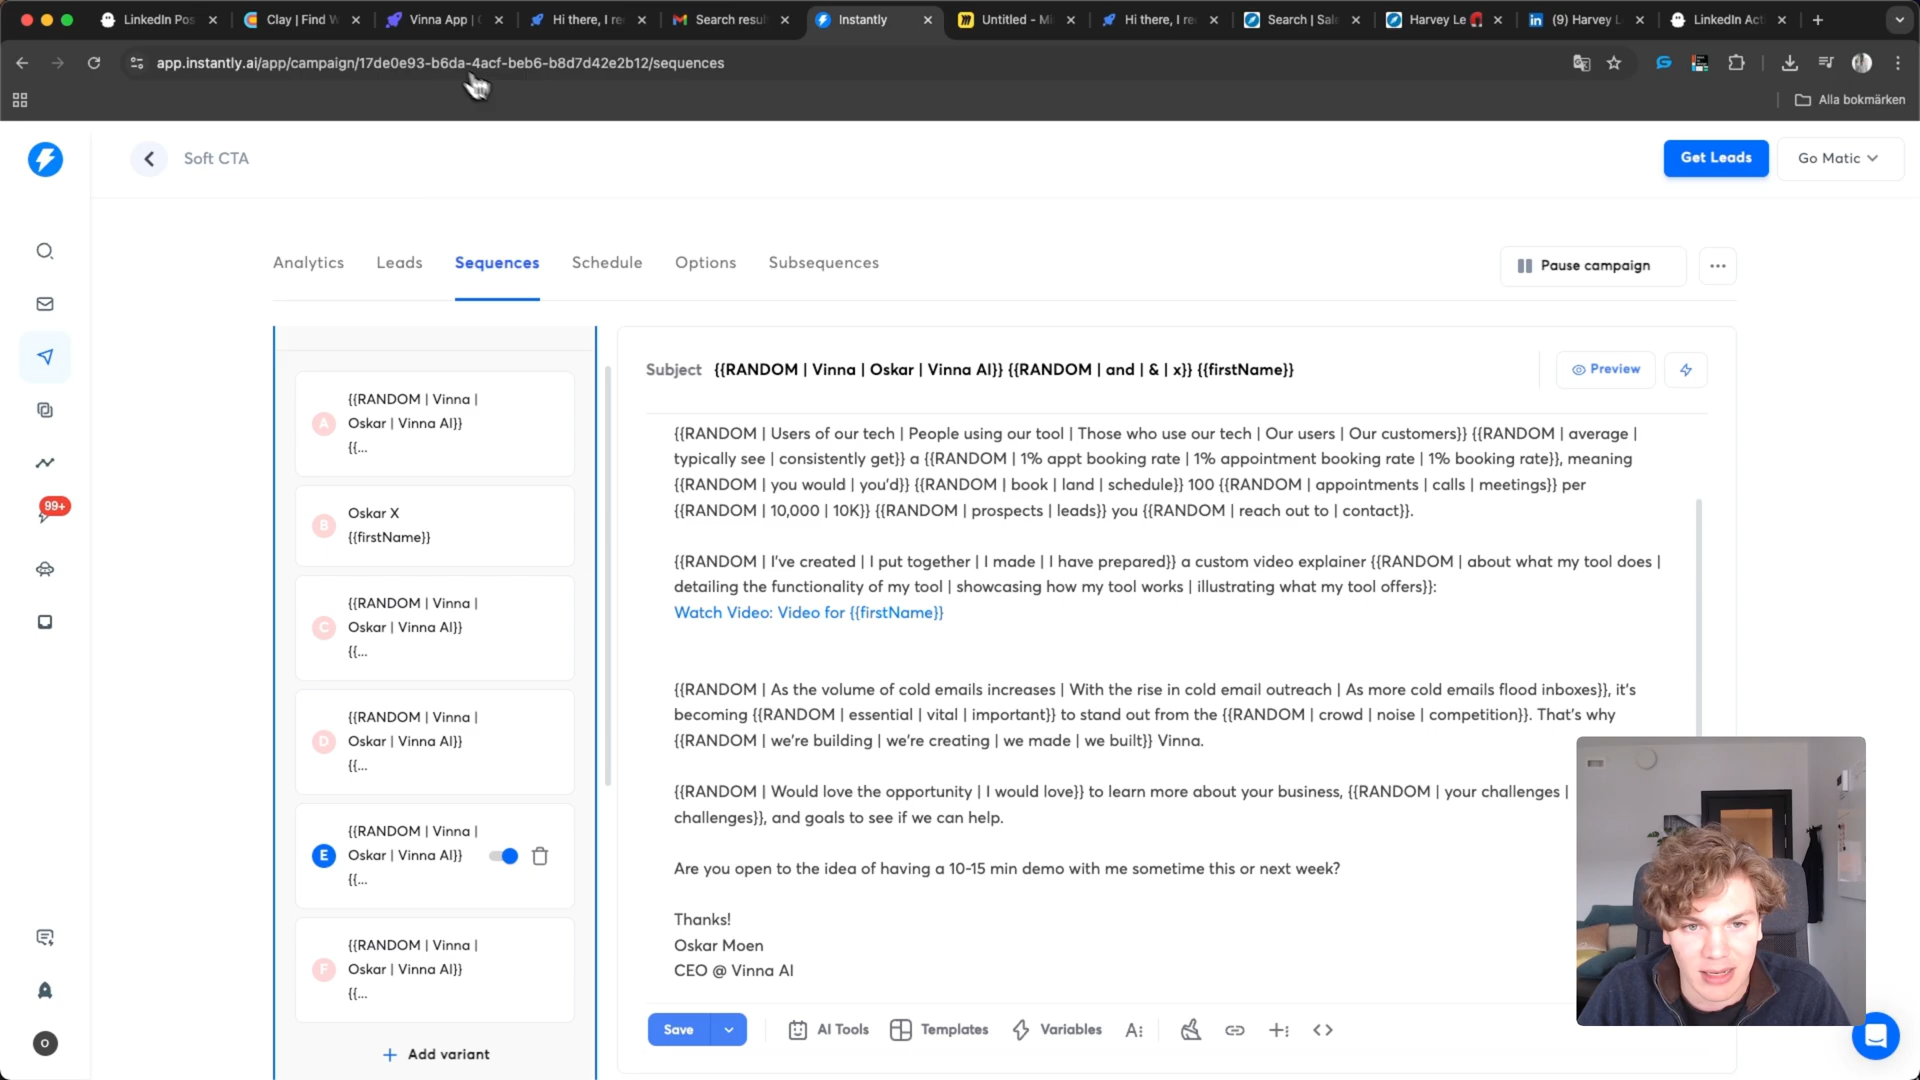 LinkedIn Pos
Clay | Find W
Vinna App | C
Hi there, I re
Search resul
Instantly
Untitled - Mi
Hi there, I re
Search | Sale
Harvey Le
(9) Harvey L
LinkedIn Act
app.instantly.ai/app/campaign/17de0e93-b6da-4acf-beb6-b8d7d42e2b12/sequences
Alla bokmärken
Soft CTA
Get Leads
Go Matic
Analytics
Leads
Sequences
Schedule
Options
Subsequences
Pause campaign
99+
O
A
{{RANDOM | Vinna |
Oskar | Vinna AI}}
{{...
B
Oskar X
{{firstName}}
C
{{RANDOM | Vinna |
Oskar | Vinna AI}}
{{...
D
{{RANDOM | Vinna |
Oskar | Vinna AI}}
{{...
E
{{RANDOM | Vinna |
Oskar | Vinna AI}}
{{...
F
{{RANDOM | Vinna |
Oskar | Vinna AI}}
{{...
+ Add variant
Subject {{RANDOM | Vinna | Oskar | Vinna AI}} {{RANDOM | and | & | x}} {{firstName}}
Preview
{{RANDOM | Users of our tech | People using our tool | Those who use our tech | Our users | Our customers}} {{RANDOM | average |
typically see | consistently get}} a {{RANDOM | 1% appt booking rate | 1% appointment booking rate | 1% booking rate}}, meaning
{{RANDOM | you would | you'd}} {{RANDOM | book | land | schedule}} 100 {{RANDOM | appointments | calls | meetings}} per
{{RANDOM | 10,000 | 10K}} {{RANDOM | prospects | leads}} you {{RANDOM | reach out to | contact}}.
{{RANDOM | I've created | I put together | I made | I have prepared}} a custom video explainer {{RANDOM | about what my tool does |
detailing the functionality of my tool | showcasing how my tool works | illustrating what my tool offers}}:
Watch Video: Video for {{firstName}}
{{RANDOM | As the volume of cold emails increases | With the rise in cold email outreach | As more cold emails flood inboxes}}, it's
becoming {{RANDOM | essential | vital | important}} to stand out from the {{RANDOM | crowd | noise | competition}}. That's why
{{RANDOM | we're building | we're creating | we made | we built}} Vinna.
{{RANDOM | Would love the opportunity | I would love}} to learn more about your business, {{RANDOM | your challenges |
challenges}}, and goals to see if we can help.
Are you open to the idea of having a 10-15 min demo with me sometime this or next week?
Thanks!
Oskar Moen
CEO @ Vinna AI
Save
AI Tools
Templates
Variables